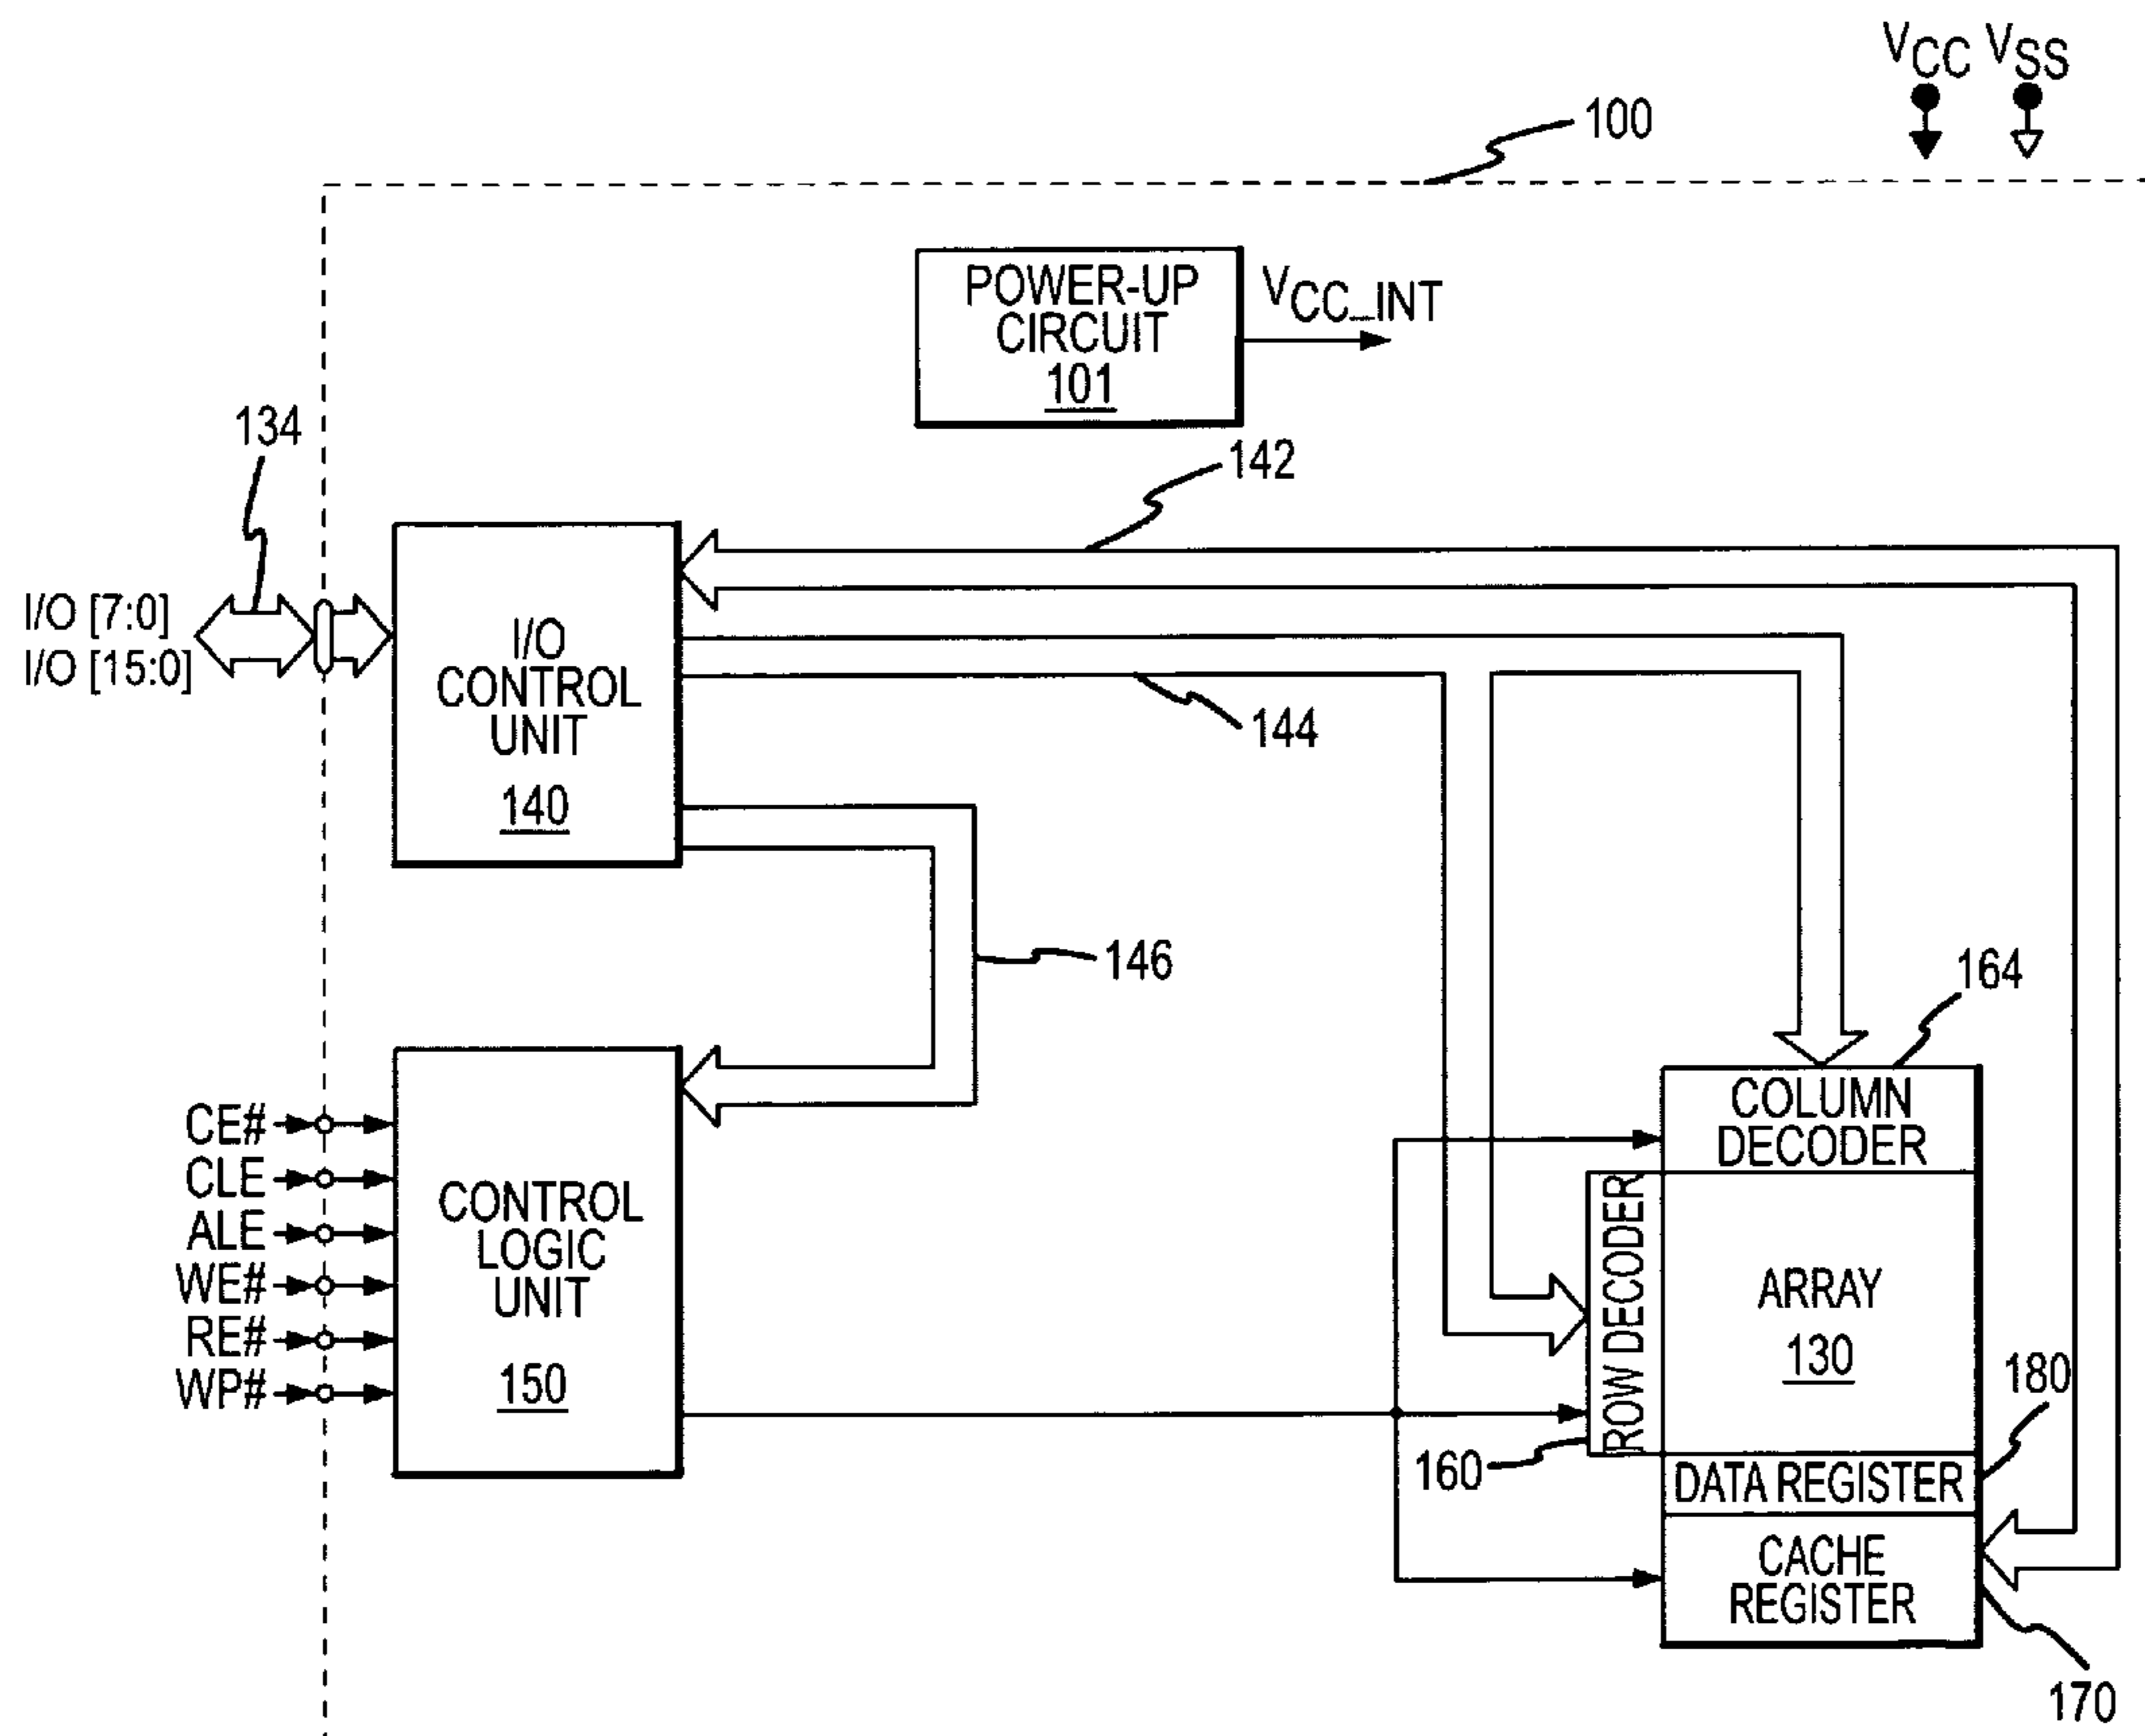 VCC VSS
100
POWER-UP
CIRCUIT
101
VCC_INT
134
142
I/O [7:0]
I/O [15:0]
I/O
CONTROL
UNIT
140
144
146
164
CE#
CLE
ALE
WE#
RE#
WP#
CONTROL
LOGIC
UNIT
150
COLUMN
DECODER
ROW DECODER
ARRAY
130
180
160
DATA REGISTER
CACHE
REGISTER
170